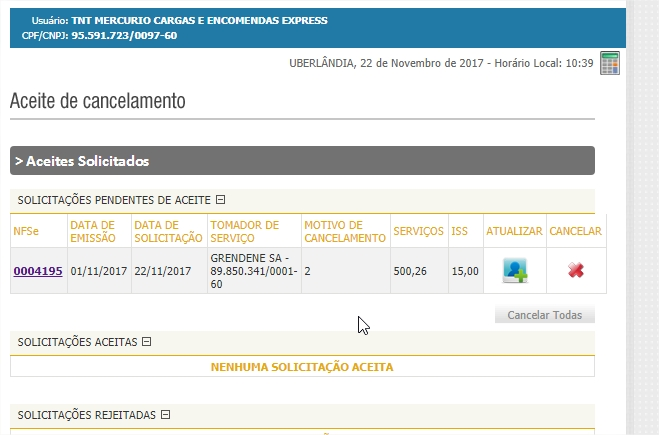 Usuário: TNT MERCURIO CARGAS E ENCOMENDAS EXPRESS
CPF/CNPJ: 95.591.723/0097-60
UBERLÂNDIA, 22 de Novembro de 2017 - Horário Local: 10:39
Aceite de cancelamento
> Aceites Solicitados
SOLICITAÇÕES PENDENTES DE ACEITE
NFSe DATA DE EMISSÃO DATA DE SOLICITAÇÃO TOMADOR DE SERVIÇO MOTIVO DE CANCELAMENTO SERVIÇOS ISS ATUALIZAR CANCELAR
0004195 01/11/2017 22/11/2017 GRENDENE SA - 89.850.341/0001-60 2 500,26 15,00
Cancelar Todas
SOLICITAÇÕES ACEITAS
NENHUMA SOLICITAÇÃO ACEITA
SOLICITAÇÕES REJEITADAS